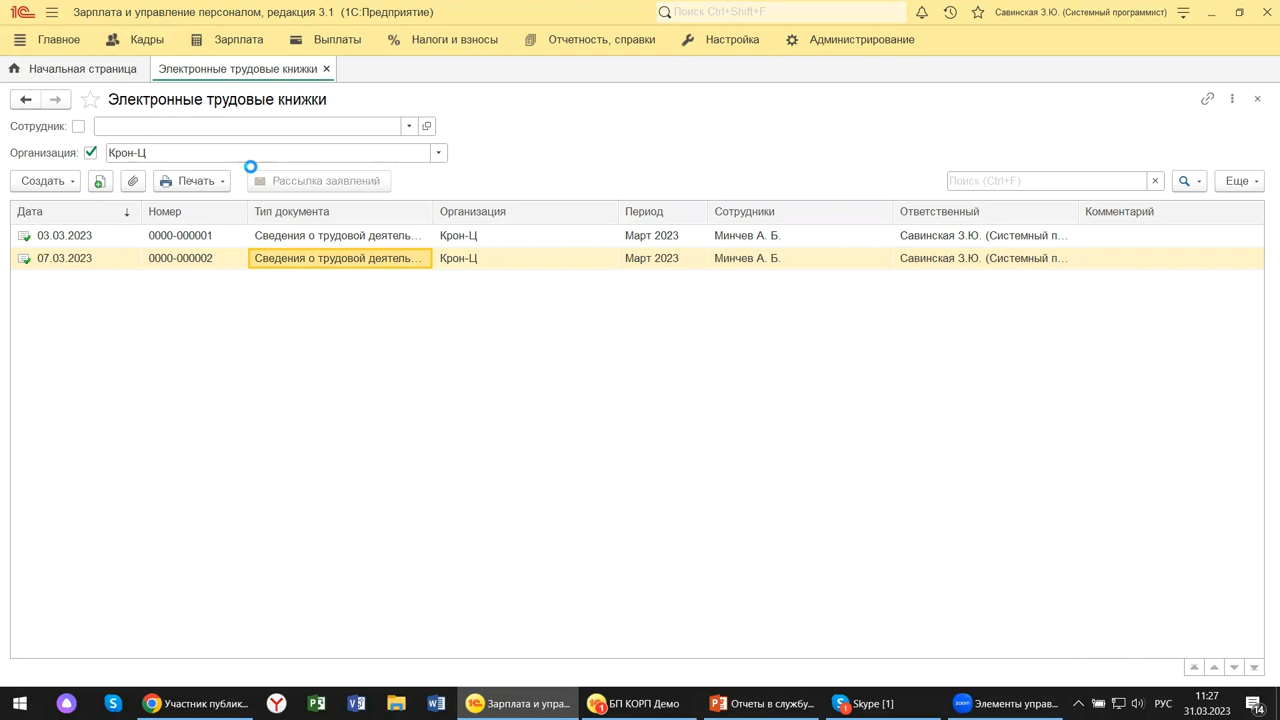 Зарплата и управление персоналом, редакция 3.1 (1С:Предприятие)
Поиск Ctrl+Shift+F
Савинская З.Ю. (Системный программист)
Главное
Кадры
Зарплата
Выплаты
Налоги и взносы
Отчетность, справки
Настройка
Администрирование
Начальная страница
Электронные трудовые книжки
Электронные трудовые книжки
Сотрудник:
Организация: Крон-Ц
Создать
Печать
Рассылка заявлений
Поиск (Ctrl+F)
Еще
Дата Номер Тип документа Организация Период Сотрудники Ответственный Комментарий
03.03.2023 0000-000001 Сведения о трудовой деятель... Крон-Ц Март 2023 Минчев А. Б. Савинская З.Ю. (Системный п...
07.03.2023 0000-000002 Сведения о трудовой деятель... Крон-Ц Март 2023 Минчев А. Б. Савинская З.Ю. (Системный п...
Участник публик...
Зарплата и упра...
БП КОРП Демо
Отчеты в службу...
Skype [1]
Элементы управ...
РУС
11:27
31.03.2023
14